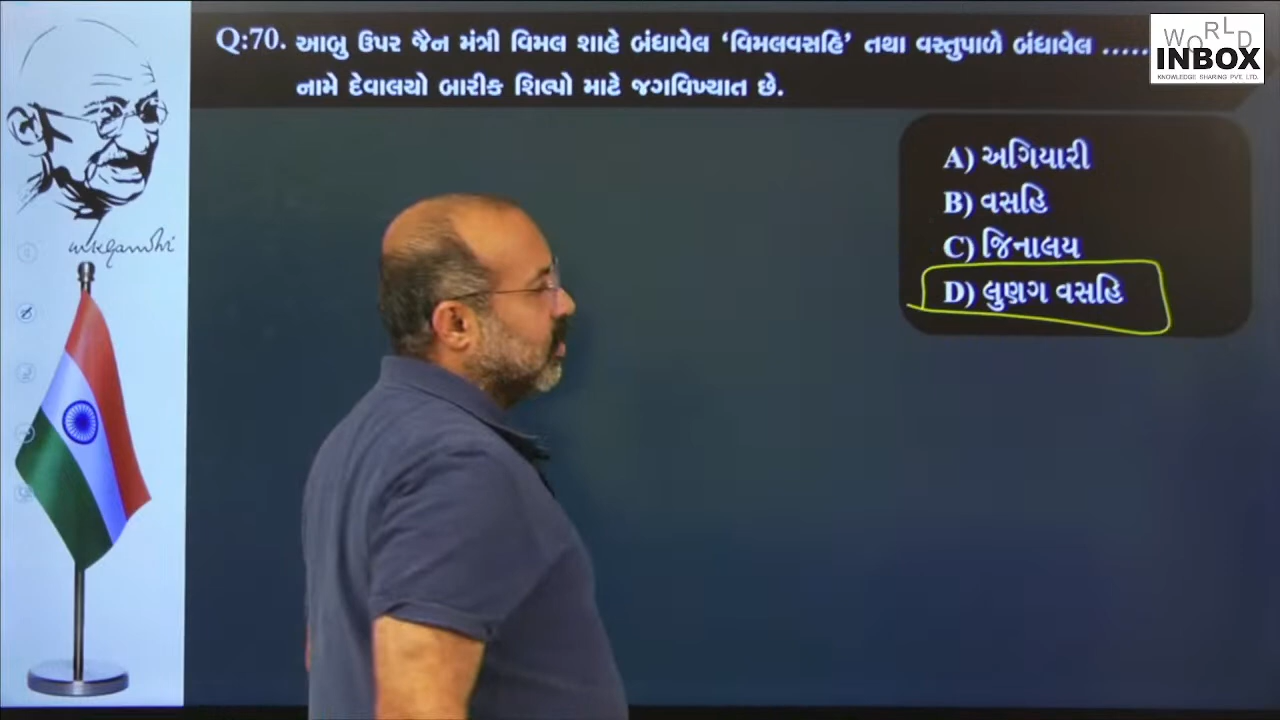 WORLD
INBOX
KNOWLEDGE SHARING PVT. LTD.
Q:70. આબુ ઉપર જૈન મંત્રી વિમલ શાહે બંધાવેલ ‘વિમલવસહિ’ તથા વસ્તુપાળે બંધાવેલ .....
નામે દેવાલયો બારીક શિલ્પો માટે જગવિખ્યાત છે.
A) અગિયારી
B) વસહિ
C) જિનાલય
D) લુણગ વસહિ
mkgandhi